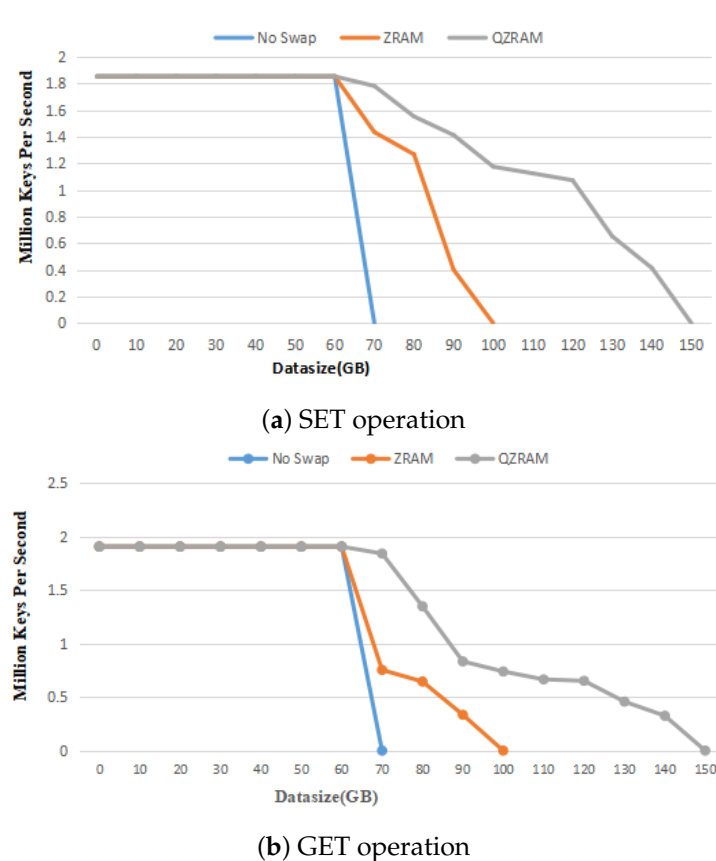 No Swap ZRAM QZRAM
2
1.8
1.6
1.4
1.2
1
0.8
0.6
0.4
0.2
0
Million Keys Per Second
0 10 20 30 40 50 60 70 80 90 100 110 120 130 140 150
Datasize(GB)
(a) SET operation
No Swap ZRAM QZRAM
2.5
2
1.5
1
0.5
0
Million Keys Per Second
0 10 20 30 40 50 60 70 80 90 100 110 120 130 140 150
Datasize(GB)
(b) GET operation